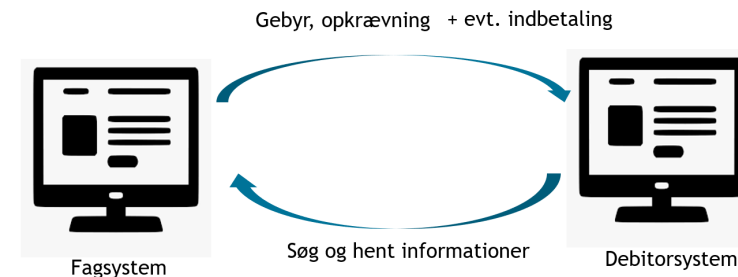 Gebyr, opkrævning + evt. indbetaling
Søg og hent informationer
Fagsystem
Debitorsystem